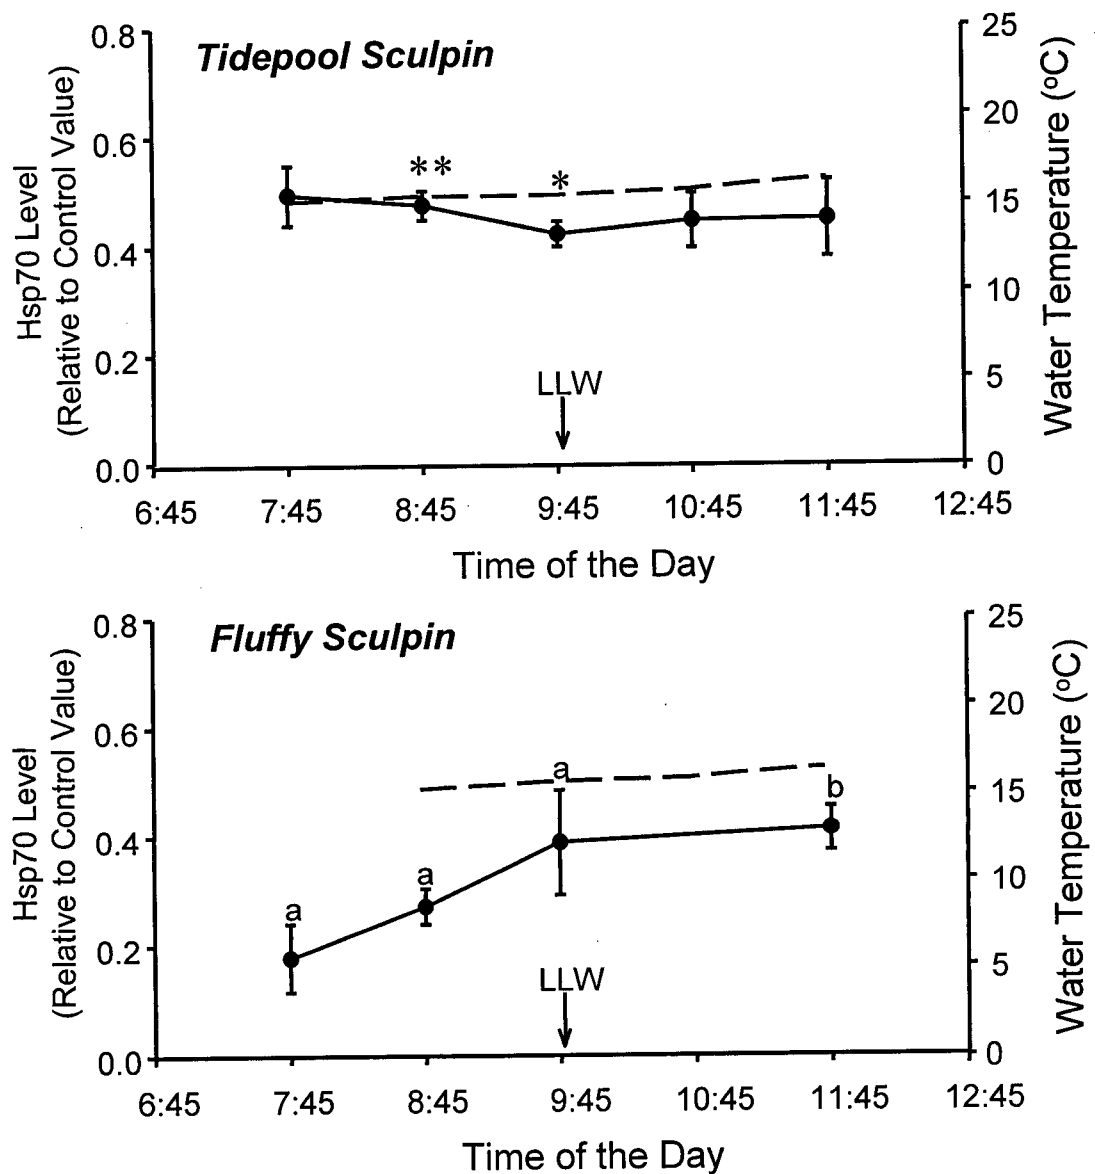 Tidepool Sculpin
Hsp70 Level
(Relative to Control Value)
0.8
0.6
0.4
0.2
0.0
**
*
LLW
25
20
15
10
5
0
Water Temperature (ºC)
6:45 7:45 8:45 9:45 10:45 11:45 12:45
Time of the Day
Fluffy Sculpin
Hsp70 Level
(Relative to Control Value)
0.8
0.6
0.4
0.2
0.0
a
a
a
b
LLW
25
20
15
10
5
0
Water Temperature (ºC)
6:45 7:45 8:45 9:45 10:45 11:45 12:45
Time of the Day